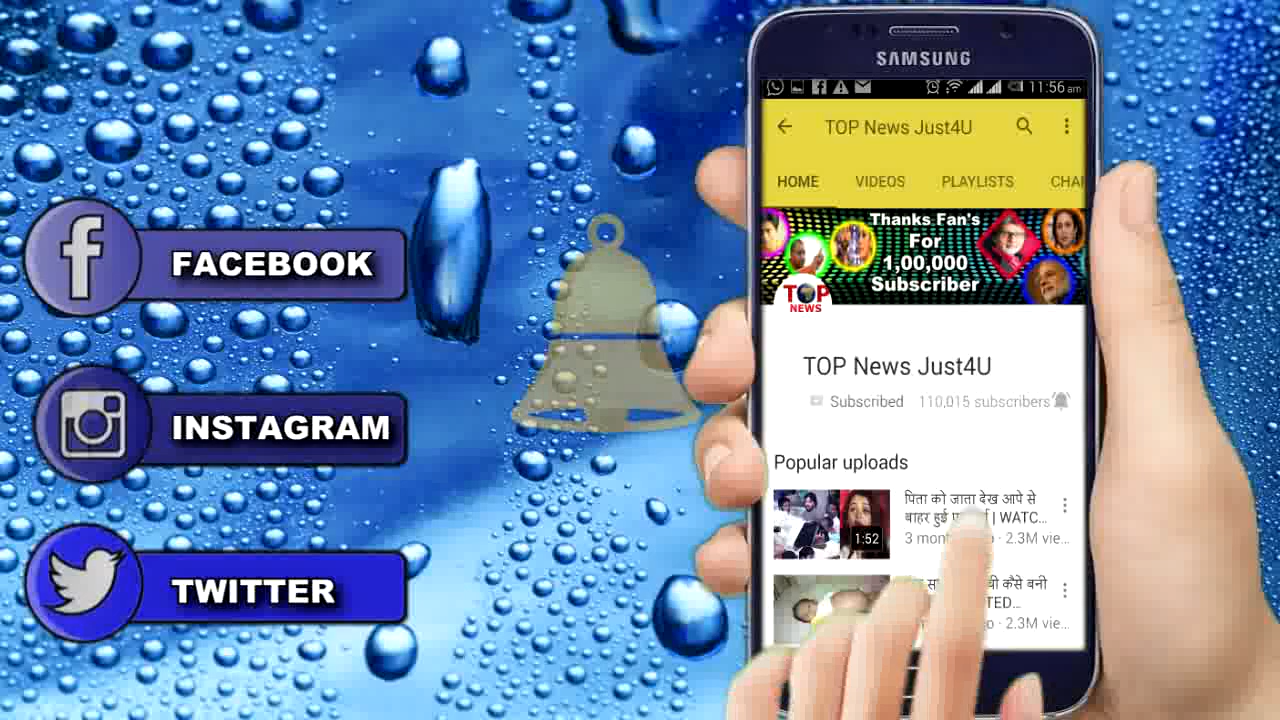 FACEBOOK
INSTAGRAM
TWITTER
SAMSUNG
11:56 am
TOP News Just4U
HOME VIDEOS PLAYLISTS CHA
Thanks Fan's
For
1,00,000
Subscriber
TOP
NEWS
TOP News Just4U
Subscribed 110,015 subscribers
Popular uploads
पिता को जाता देख आपे से
बाहर हुई | WATC...
1:52
3 2.3M vie...
कैसे बनी
2.3M vie...